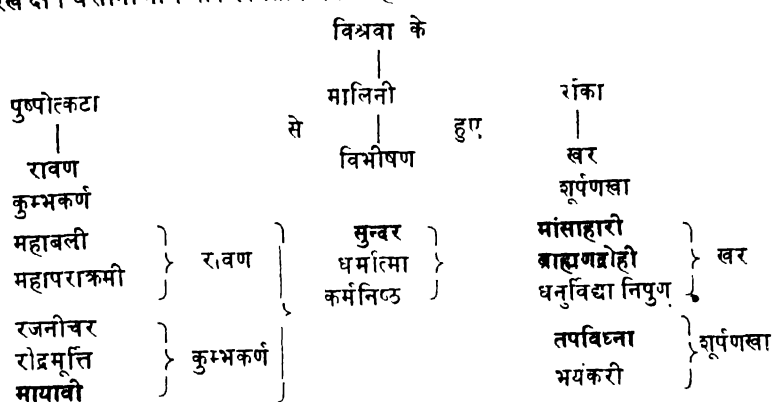 विश्रवा के
पुष्पोत्कटा मालिनी राका
से हुए
रावण विभीषण खर
कुम्भकर्ण शूर्पणखा
महाबली } रावण सुन्दर मांसाहारी } खर
महापराक्रमी धर्मात्मा ब्राह्मणद्रोही
कर्मनिष्ठ धनुर्विद्या निपुण
रजनीचर } कुम्भकर्ण तपविघ्ना } शूर्पणखा
रोद्रमूर्त्ति भयंकरी
मायावी